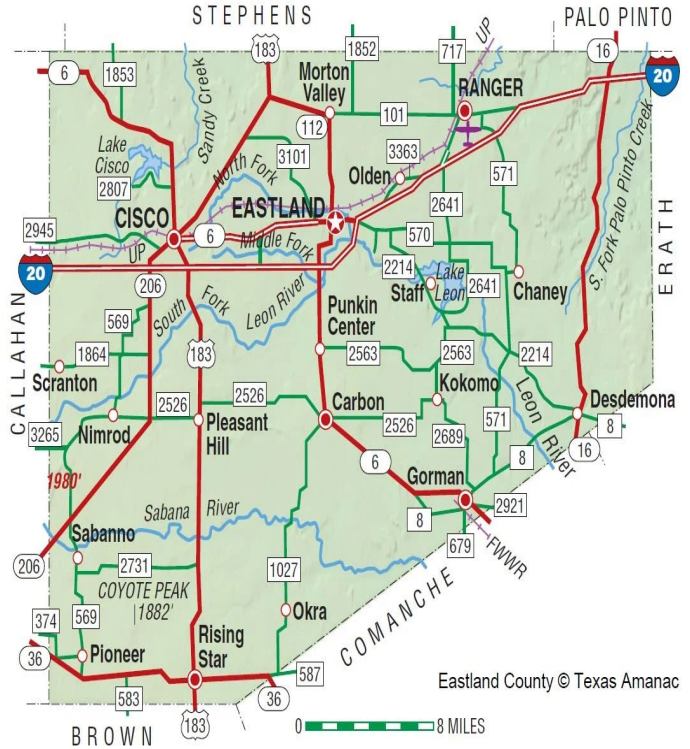 STEPHENS
PALO PINTO
183
1852
717
UP
16
6
1853
Morton
Valley
RANGER
20
Sandy Creek
112
101
Lake
Cisco
North Fork
3101
3363
Olden
571
2807
S. Fork Palo Pinto Creek
CISCO
EASTLAND
2641
2945
6
UP
Middle Fork
570
ERATH
20
2214
Lake
Leon
Staff
2641
Chaney
206
South Fork
Leon River
Punkin
Center
CALLAHAN
569
183
1864
2563
2563
2214
Scranton
Kokomo
Leon River
Desdemona
2526
2526
Carbon
2526
571
8
Nimrod
Pleasant
Hill
3265
2689
8
16
1980'
6
Gorman
Sabana River
8
2921
Sabanno
679
FWWR
206
2731
1027
COYOTE PEAK
1882'
COMANCHE
374
569
Okra
36
Pioneer
Rising
Star
587
583
36
183
BROWN
Eastland County © Texas Amanac
0
8 MILES